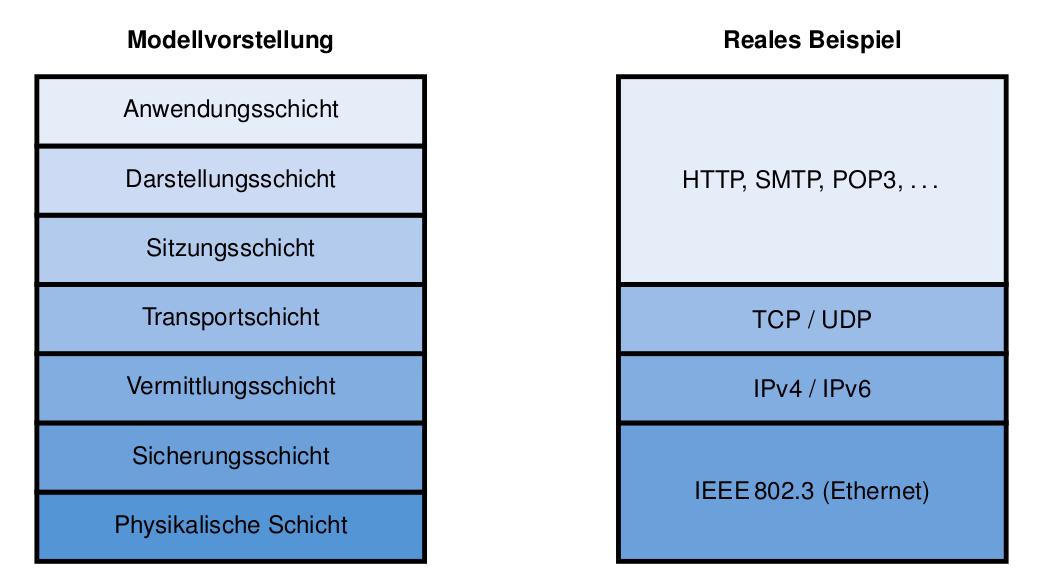 Modellvorstellung
Anwendungsschicht
Darstellungsschicht
Sitzungsschicht
Transportschicht
Vermittlungsschicht
Sicherungsschicht
Physikalische Schicht
Reales Beispiel
HTTP, SMTP, POP3, . . .
TCP / UDP
IPv4 / IPv6
IEEE 802.3 (Ethernet)